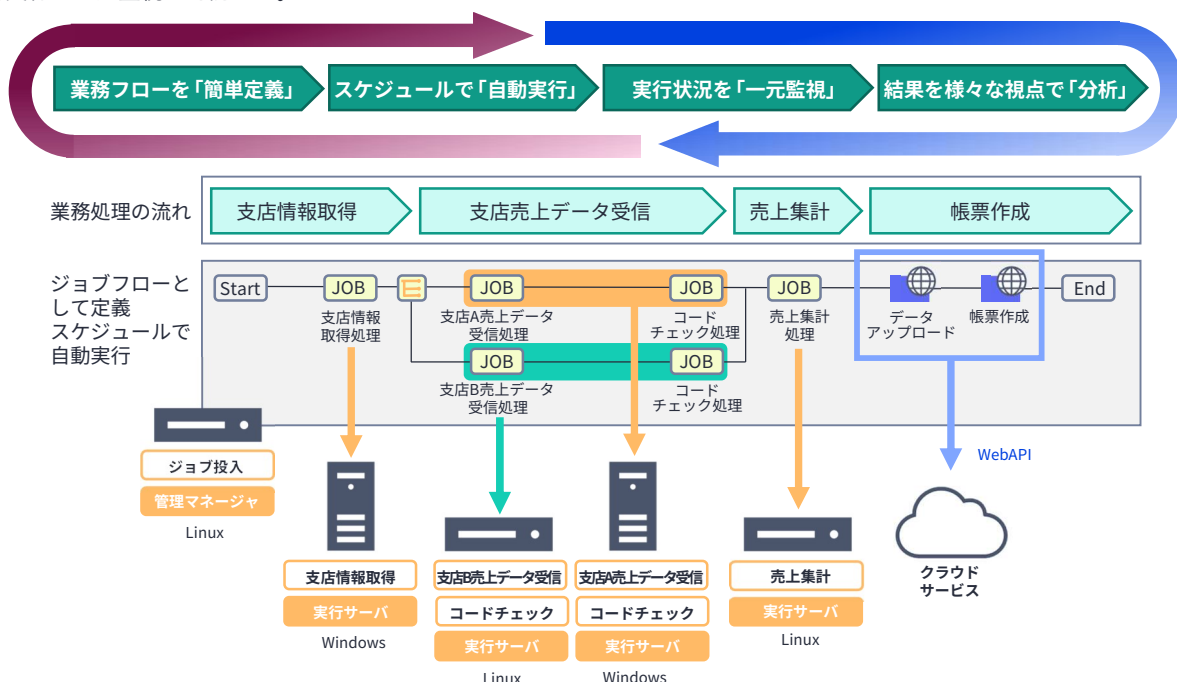 業務フローを「簡単定義」
スケジュールで「自動実行」
実行状況を「一元監視」
結果を様々な視点で「分析」
業務処理の流れ
支店情報取得
支店売上データ受信
売上集計
帳票作成
ジョブフローと
して定義
スケジュールで
自動実行
Start
JOB
JOB
JOB
JOB
End
支店情報
取得処理
支店A売上データ
受信処理
コード
チェック処理
売上集計
処理
データ
アップロード
帳票作成
JOB
JOB
支店B売上データ
受信処理
コード
チェック処理
WebAPI
ジョブ投入
管理マネージャ
Linux
支店情報取得
実行サーバ
Windows
支店B売上データ受信
コードチェック
実行サーバ
Linux
支店A売上データ受信
コードチェック
実行サーバ
Windows
売上集計
実行サーバ
Linux
クラウド
サービス